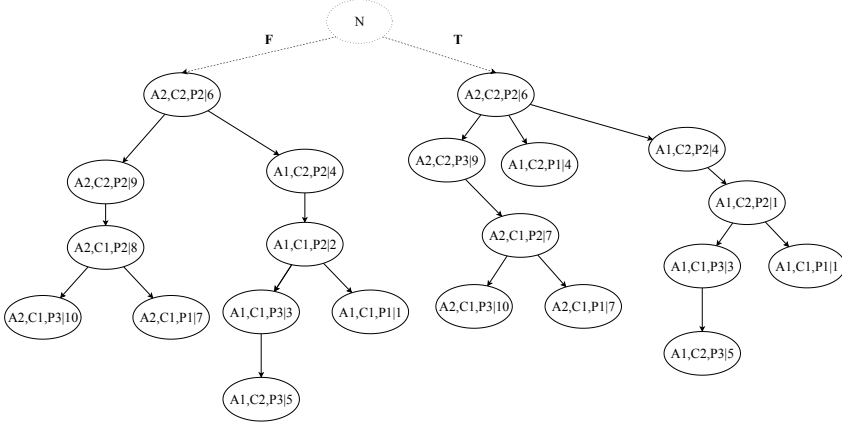 N
F
T
A2,C2,P2|6
A2,C2,P2|6
A2,C2,P2|9
A1,C2,P2|4
A2,C2,P3|9
A1,C2,P1|4
A1,C2,P2|4
A2,C1,P2|8
A1,C1,P2|2
A2,C1,P2|7
A1,C2,P2|1
A2,C1,P3|10
A2,C1,P1|7
A1,C1,P3|3
A1,C1,P1|1
A2,C1,P3|10
A2,C1,P1|7
A1,C1,P3|3
A1,C1,P1|1
A1,C2,P3|5
A1,C2,P3|5